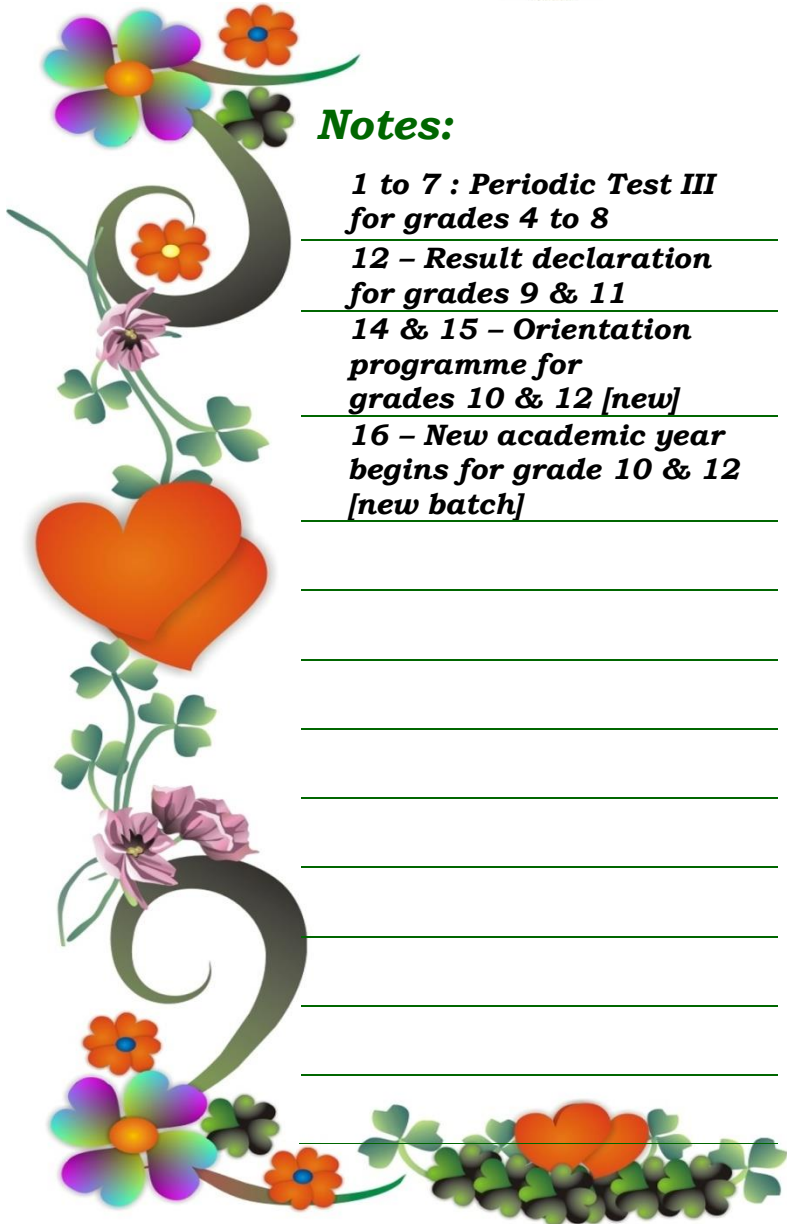 Notes:
1 to 7 : Periodic Test III
for grades 4 to 8
12 – Result declaration
for grades 9 & 11
14 & 15 – Orientation
programme for
grades 10 & 12 [new]
16 – New academic year
begins for grade 10 & 12
[new batch]